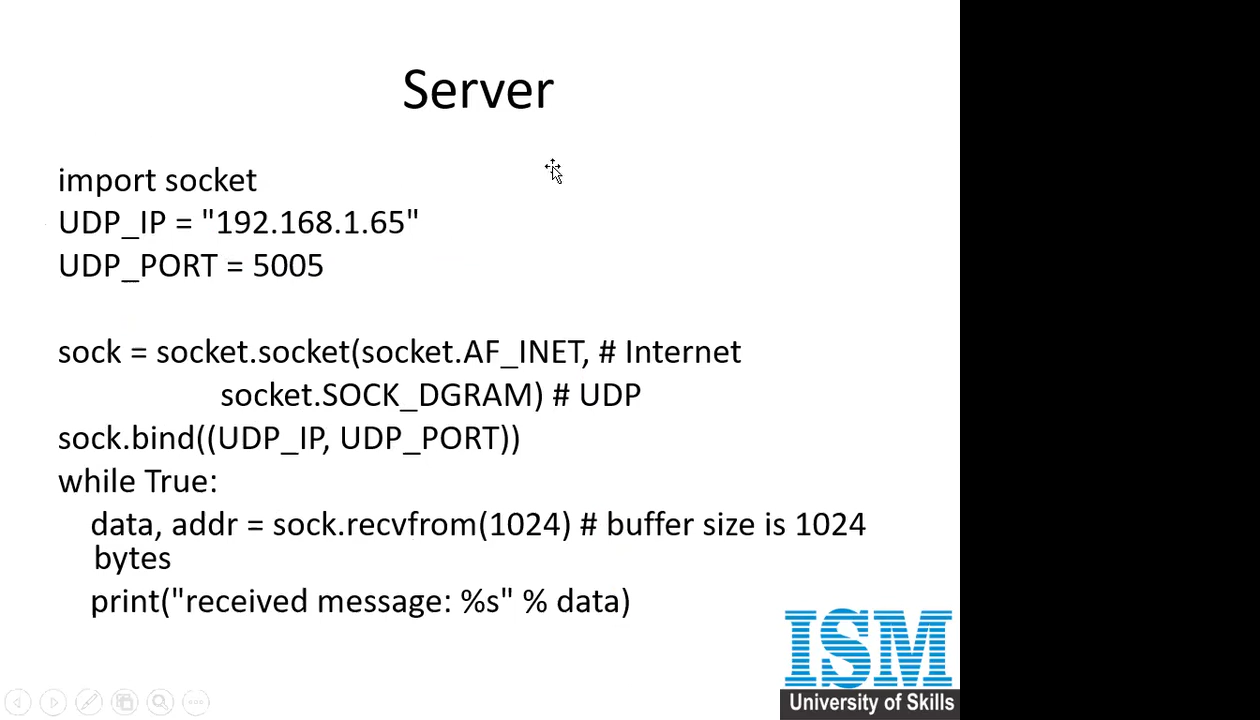 Server
import socket
UDP_IP = "192.168.1.65"
UDP_PORT = 5005
sock = socket.socket(socket.AF_INET, # Internet
socket.SOCK_DGRAM) # UDP
sock.bind((UDP_IP, UDP_PORT))
while True:
data, addr = sock.recvfrom(1024) # buffer size is 1024
bytes
print("received message: %s" % data)
ISM
University of Skills